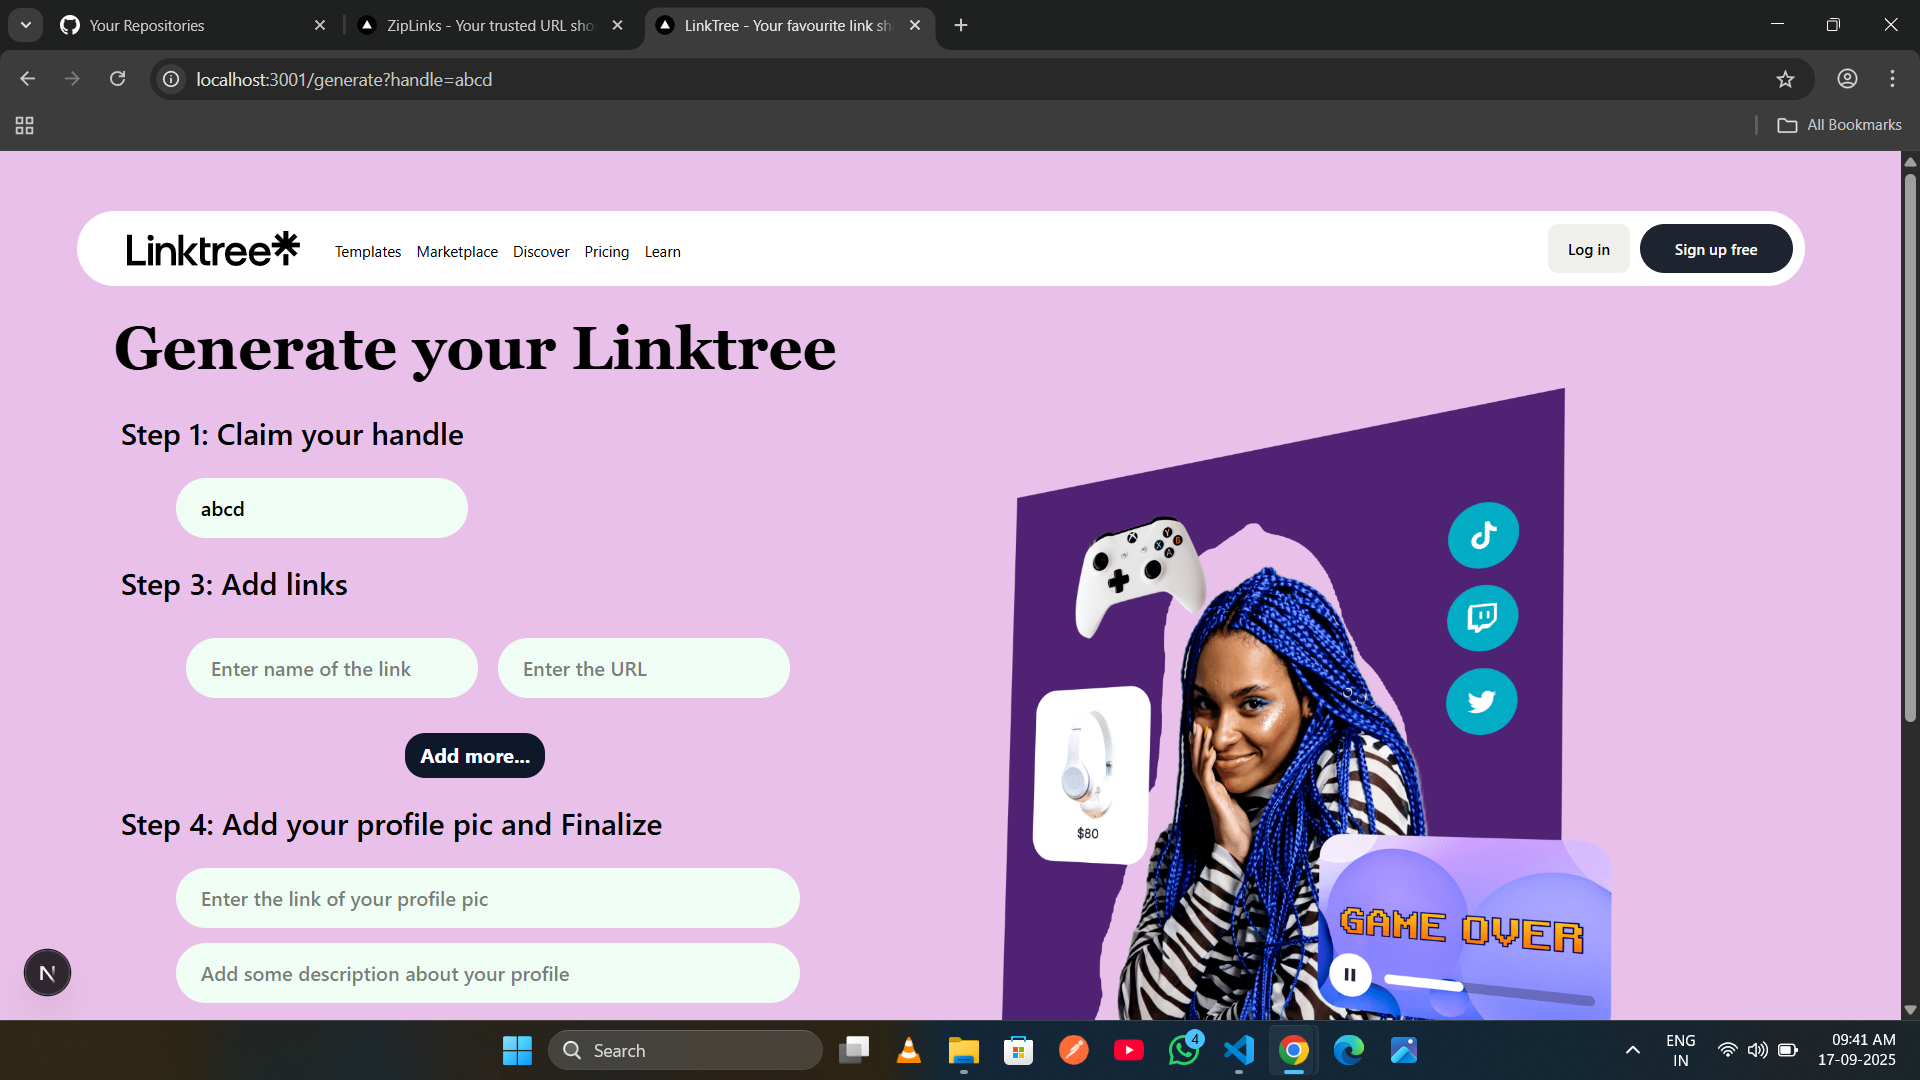 Your Repositories
ZipLinks - Your trusted URL sho
LinkTree - Your favourite link sh
localhost:3001/generate?handle=abcd
All Bookmarks
Linktree
Templates Marketplace Discover Pricing Learn
Log in
Sign up free
Generate your Linktree
Step 1: Claim your handle
abcd
Step 3: Add links
Enter name of the link
Enter the URL
Add more...
Step 4: Add your profile pic and Finalize
Enter the link of your profile pic
Add some description about your profile
X
Y
B
A
$80
GAME OVER
N
Search
4
ENG
IN
09:41 AM
17-09-2025